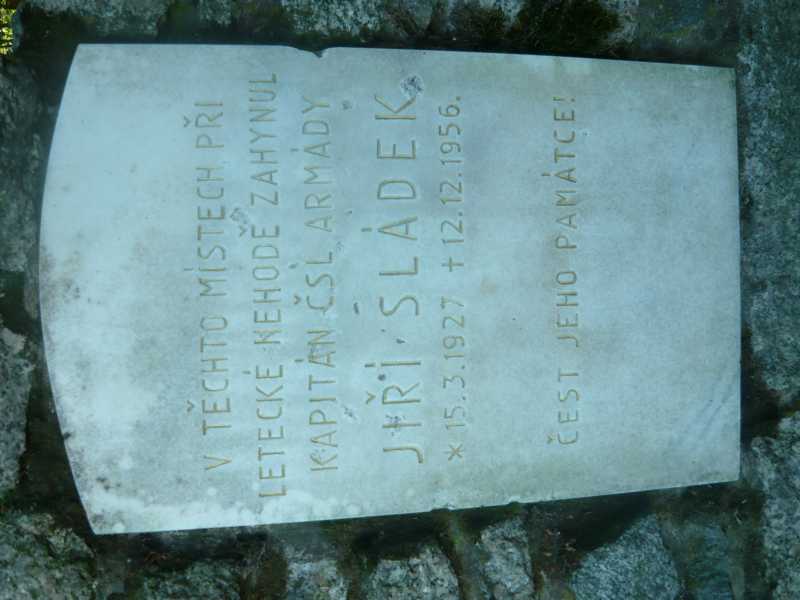 V TĚCHTO MÍSTECH PŘI
LETECKÉ NEHODĚ ZAHYNUL
KAPITÁN ČSL ARMÁDY
JIŘÍ SLÁDEK
* 15.3.1927 + 12.12.1956.
ČEST JEHO PAMÁTCE!